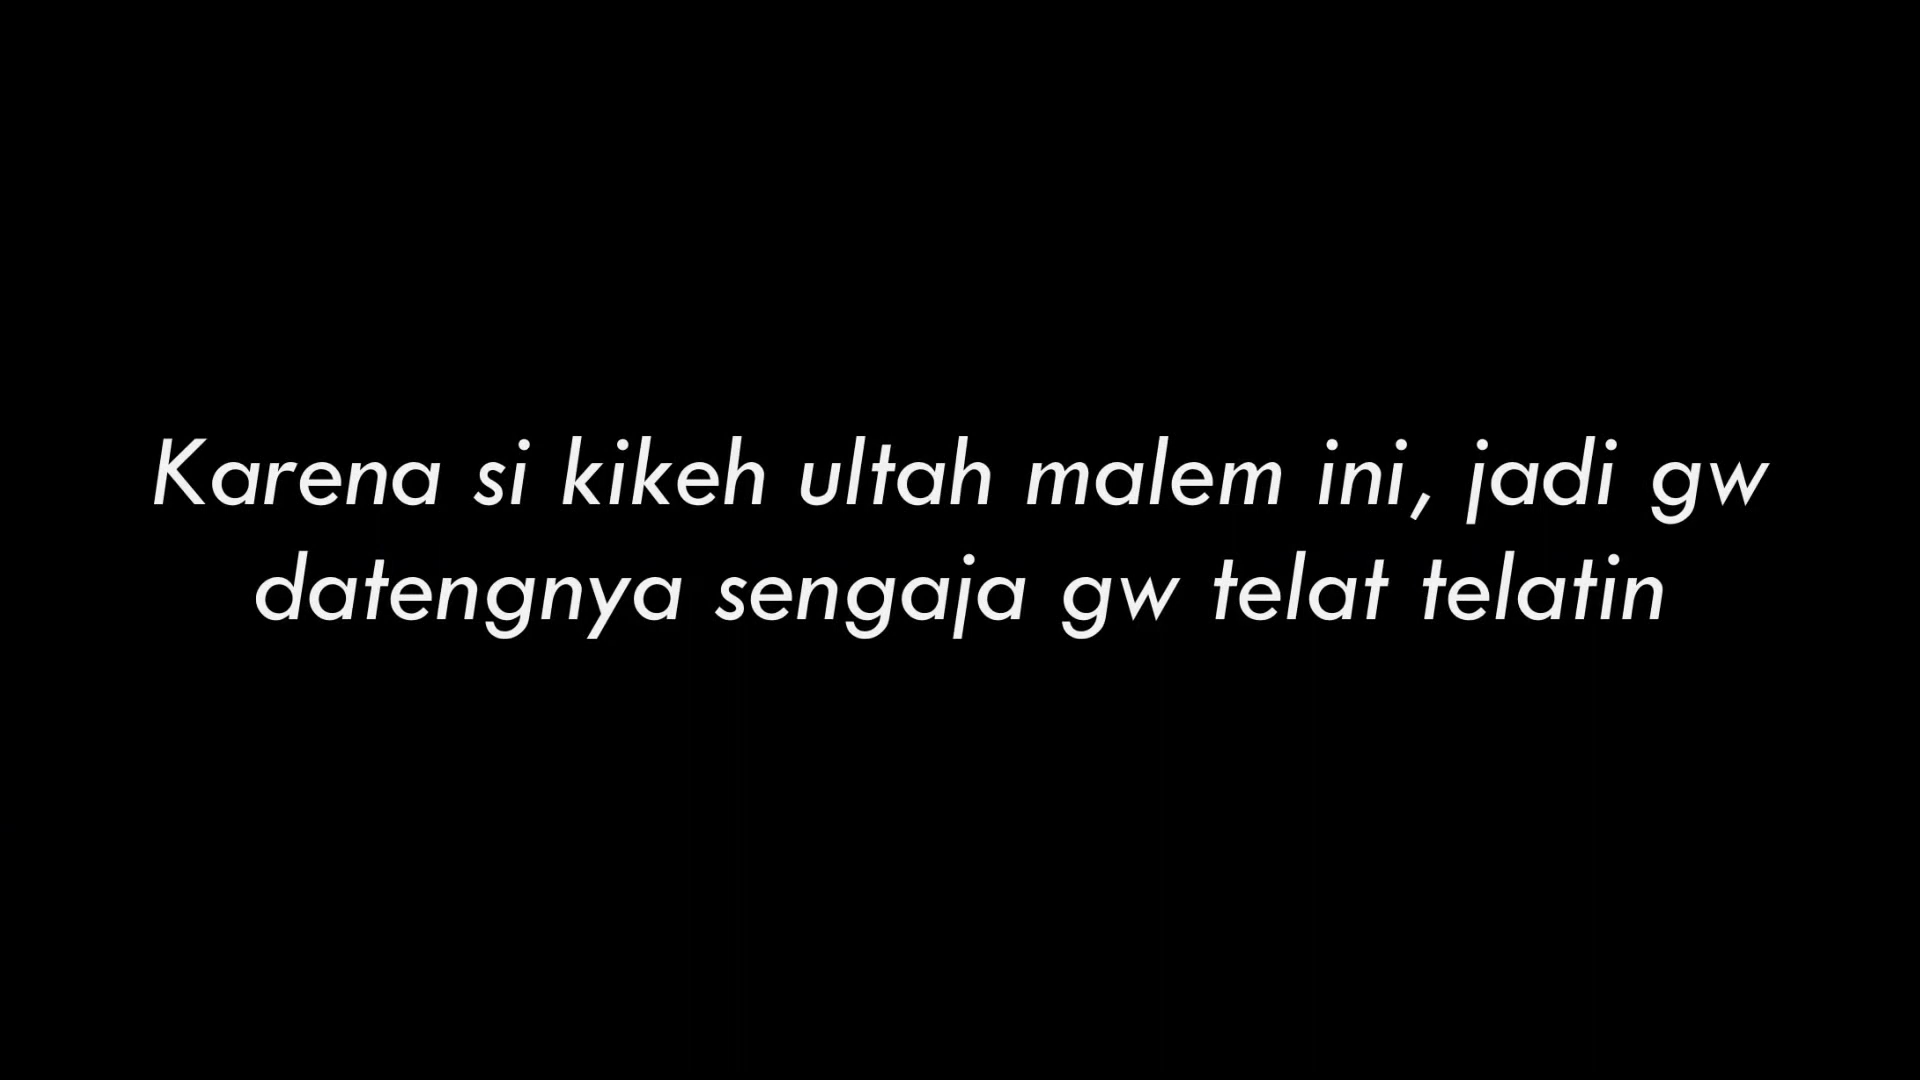 Karena si kikeh ultah malem ini, jadi gw
datengnya sengaja gw telat telatin